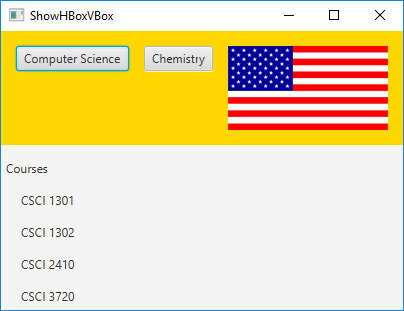 ShowHBoxVBox
Computer Science Chemistry
Courses
CSCI 1301
CSCI 1302
CSCI 2410
CSCI 3720